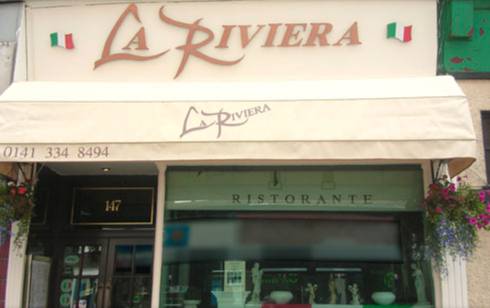 LA RIVIERA
LA RIVIERA
0141 334 8494
147
RISTORANTE